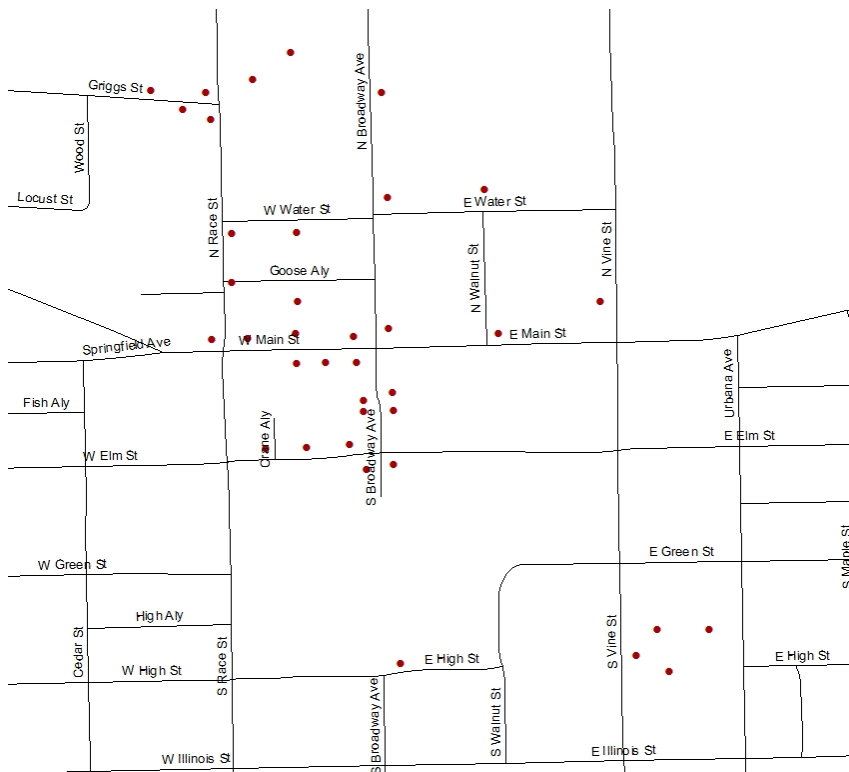 Griggs St
N Broadway Ave
Wood St
Locust St
W Water St
E Water St
N Race St
N Walnut St
N Vine St
Goose Aly
Springfield Ave
W Main St
E Main St
Urbana Ave
Fish Aly
Crane Aly
S Broadway Ave
W Elm St
E Elm St
W Green St
E Green St
S Maple St
High Aly
Cedar St
S Race St
S Vine St
W High St
E High St
E High St
S Broadway Ave
S Walnut St
W Illinois St
E Illinois St